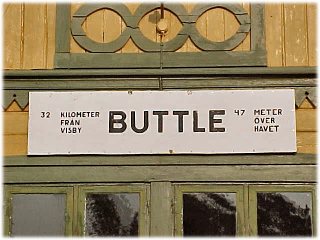 32 KILOMETER
FRÅN
VISBY
BUTTLE
47 METER
ÖVER
HAVET